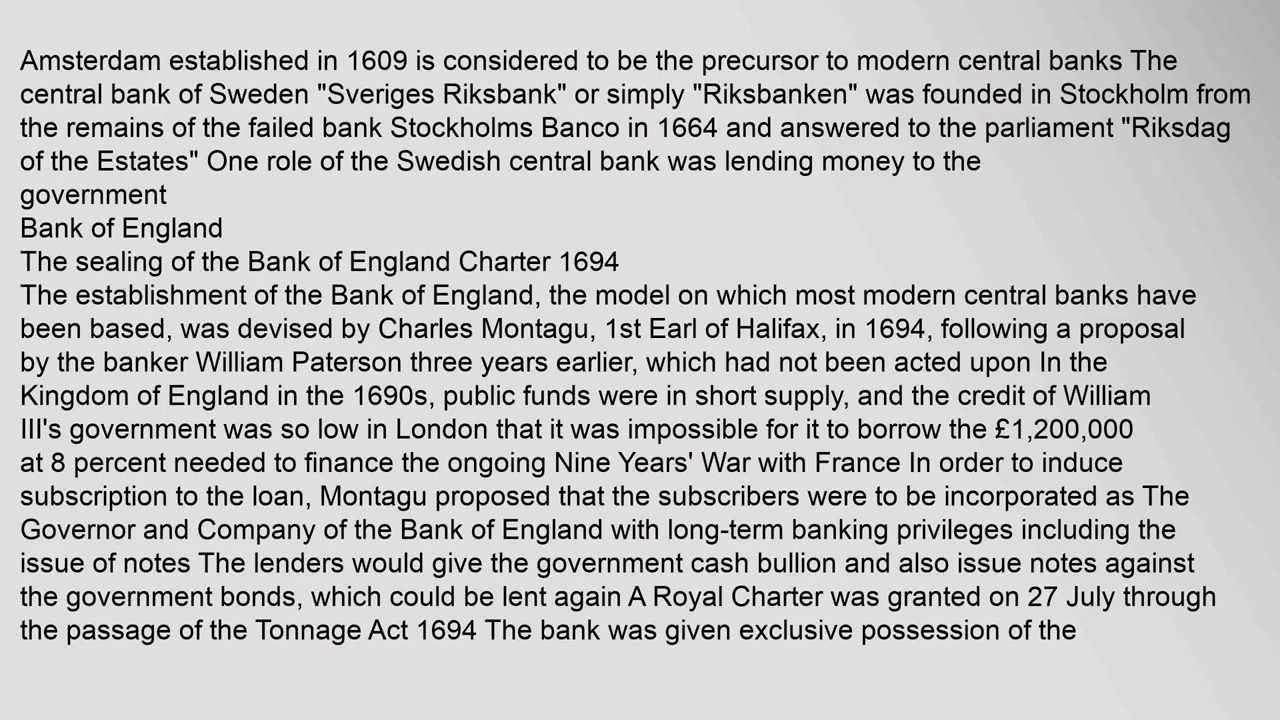 Amsterdam established in 1609 is considered to be the precursor to modern central banks The
central bank of Sweden "Sveriges Riksbank" or simply "Riksbanken" was founded in Stockholm from
the remains of the failed bank Stockholms Banco in 1664 and answered to the parliament "Riksdag
of the Estates" One role of the Swedish central bank was lending money to the
government
Bank of England
The sealing of the Bank of England Charter 1694
The establishment of the Bank of England, the model on which most modern central banks have
been based, was devised by Charles Montagu, 1st Earl of Halifax, in 1694, following a proposal
by the banker William Paterson three years earlier, which had not been acted upon In the
Kingdom of England in the 1690s, public funds were in short supply, and the credit of William
III's government was so low in London that it was impossible for it to borrow the £1,200,000
at 8 percent needed to finance the ongoing Nine Years' War with France In order to induce
subscription to the loan, Montagu proposed that the subscribers were to be incorporated as The
Governor and Company of the Bank of England with long-term banking privileges including the
issue of notes The lenders would give the government cash bullion and also issue notes against
the government bonds, which could be lent again A Royal Charter was granted on 27 July through
the passage of the Tonnage Act 1694 The bank was given exclusive possession of the